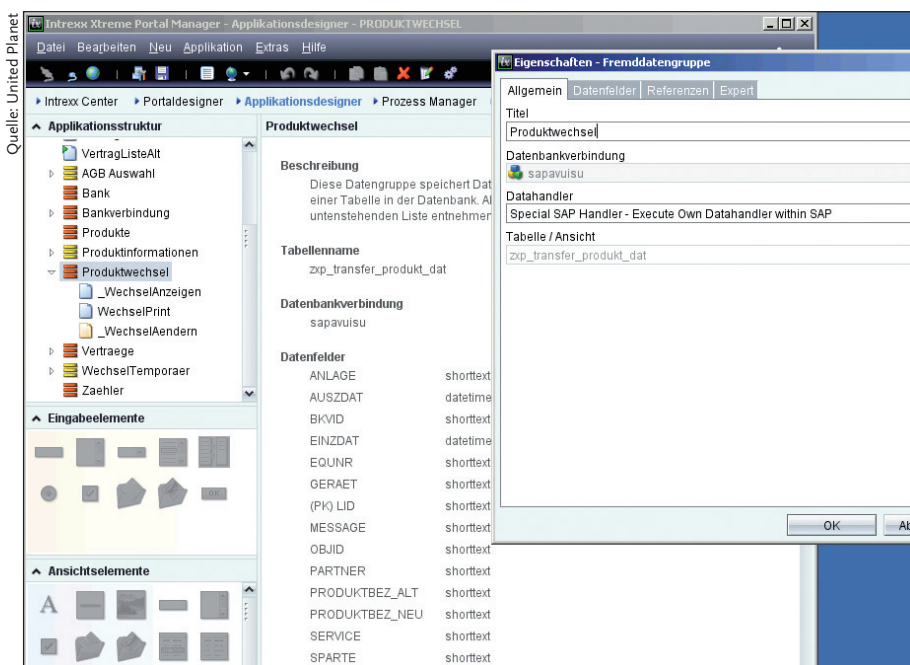 Quelle: United Planet
Intrexx Xtreme Portal Manager - Applikationsdesigner - PRODUKTWECHSEL
Datei Bearbeiten Neu Applikation Extras Hilfe
Intrexx Center Portaldesigner Applikationsdesigner Prozess Manager
Applikationsstruktur
VertragListeAlt
AGB Auswahl
Bank
Bankverbindung
Produkte
Produktinformationen
Produktwechsel
_WechselAnzeigen
WechselPrint
_WechselAendern
Vertraege
WechselTemporaer
Zaehler
Eingabeelemente
OK
Ansichtselemente
A
Produktwechsel
Beschreibung
Diese Datengruppe speichert Dat
einer Tabelle in der Datenbank. Al
untenstehenden Liste entnehmer
Tabellenname
zxp_transfer_produkt_dat
Datenbankverbindung
sapavuisu
Datenfelder
ANLAGE shorttext
AUSZDAT datetime
BKVID shorttext
EINZDAT datetime
EQUNR shorttext
GERAET shorttext
(PK) LID shorttext
MESSAGE shorttext
OBJID shorttext
PARTNER shorttext
PRODUKTBEZ_ALT shorttext
PRODUKTBEZ_NEU shorttext
SERVICE shorttext
SPARTE shorttext
Eigenschaften - Fremddatengruppe
Allgemein Datenfelder Referenzen Expert
Titel
Produktwechsel
Datenbankverbindung
sapavuisu
Datahandler
Special SAP Handler - Execute Own Datahandler within SAP
Tabelle / Ansicht
zxp_transfer_produkt_dat
OK Ab